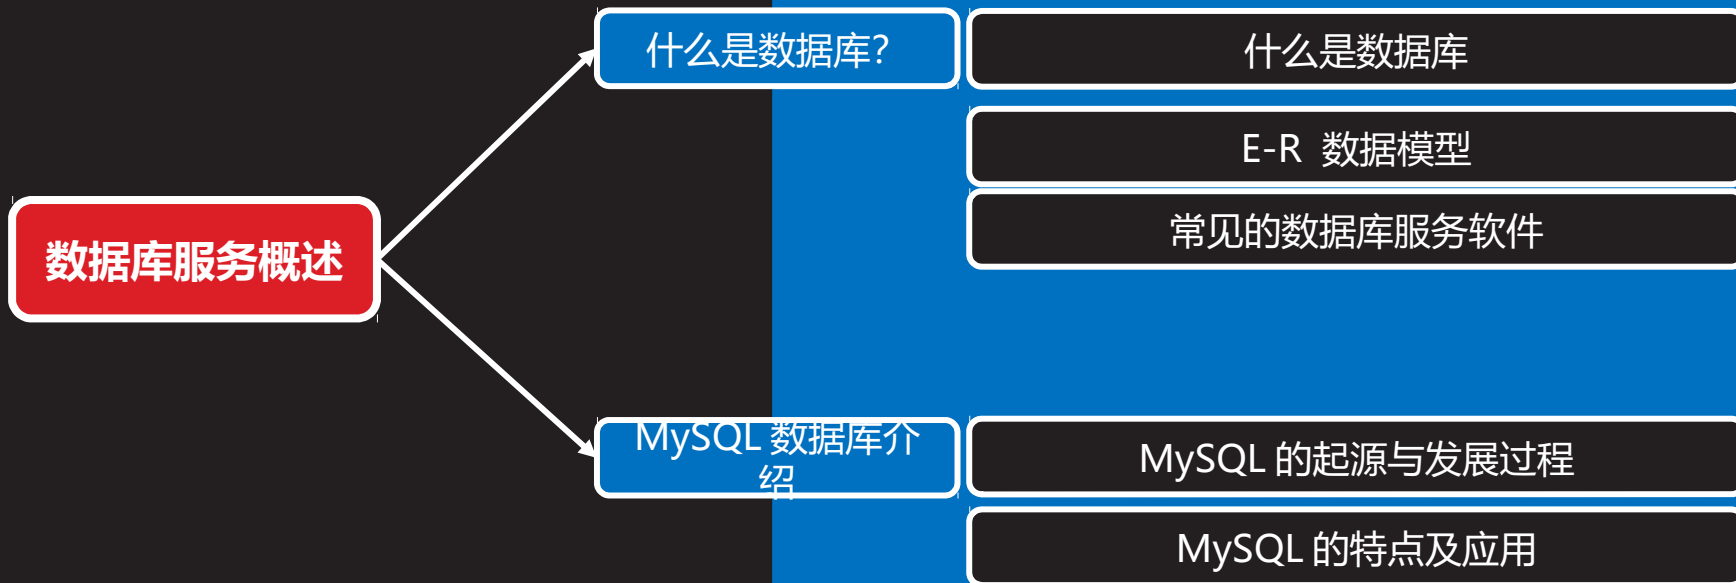 什么是数据库?
什么是数据库
E-R 数据模型
常见的数据库服务软件
数据库服务概述
MySQL 数据库介
绍
MySQL 的起源与发展过程
MySQL 的特点及应用